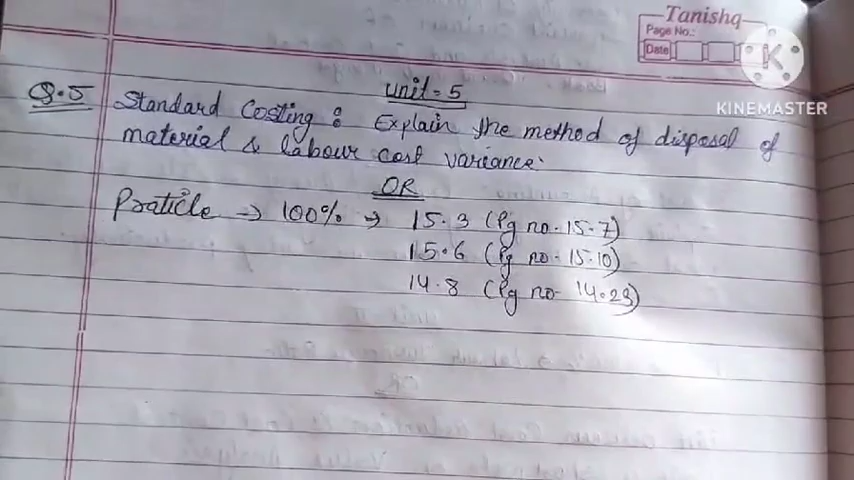 Tanishq
Page No.:
Date
K
KINEMASTER
Unit = 5
Q.5 Standard Costing : Explain the method of disposal of
material & labour cost variance.
OR
Praticle → 100% → 15.3 (Pg no. 15.7)
15.6 (Pg no. 15.10)
14.8 (Pg no- 14.23)